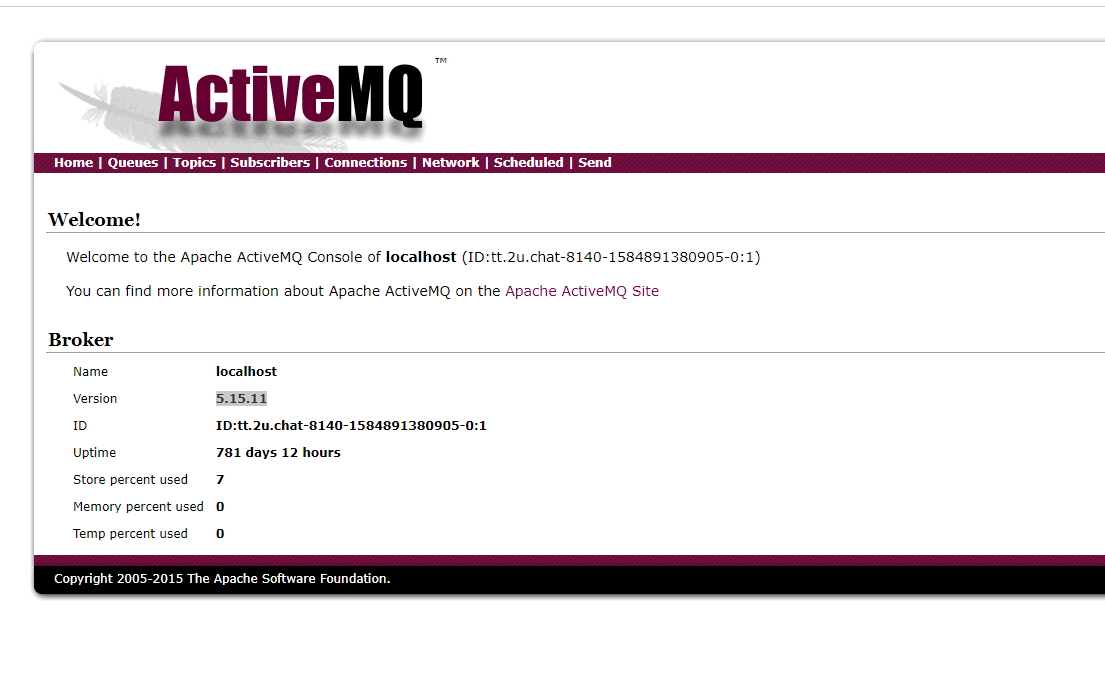 ActiveMQ ™
Home | Queues | Topics | Subscribers | Connections | Network | Scheduled | Send
Welcome!
Welcome to the Apache ActiveMQ Console of localhost (ID:tt.2u.chat-8140-1584891380905-0:1)
You can find more information about Apache ActiveMQ on the Apache ActiveMQ Site
Broker
Name localhost
Version 5.15.11
ID ID:tt.2u.chat-8140-1584891380905-0:1
Uptime 781 days 12 hours
Store percent used 7
Memory percent used 0
Temp percent used 0
Copyright 2005-2015 The Apache Software Foundation.